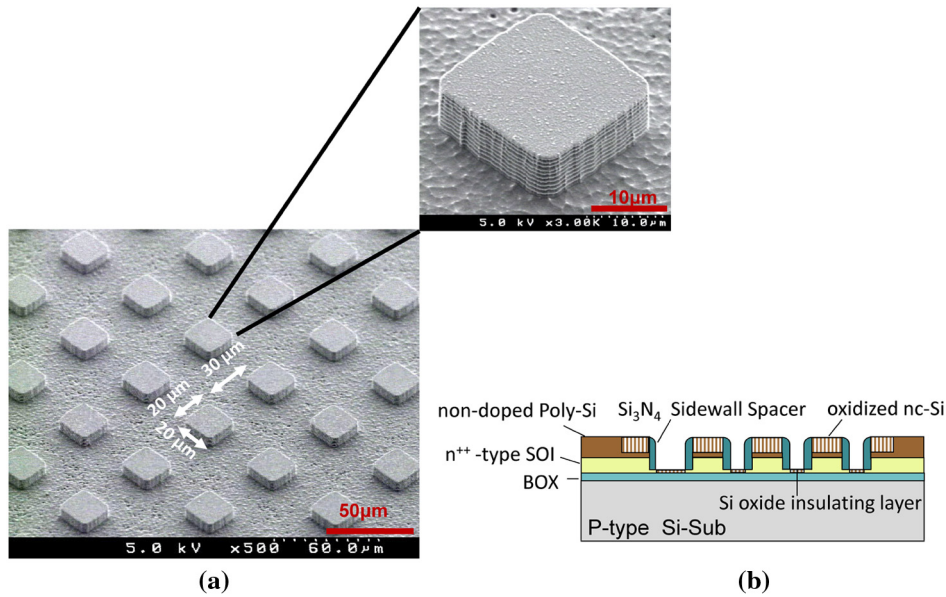 10μm
5.0 kV x3.00K 10.0μm
30 μm
20 μm
20 μm
50μm
5.0 kV x500 60.0μm
(a)
non-doped Poly-Si
Si₃N₄ Sidewall Spacer
oxidized nc-Si
n⁺⁺ -type SOI
BOX
Si oxide insulating layer
P-type Si-Sub
(b)